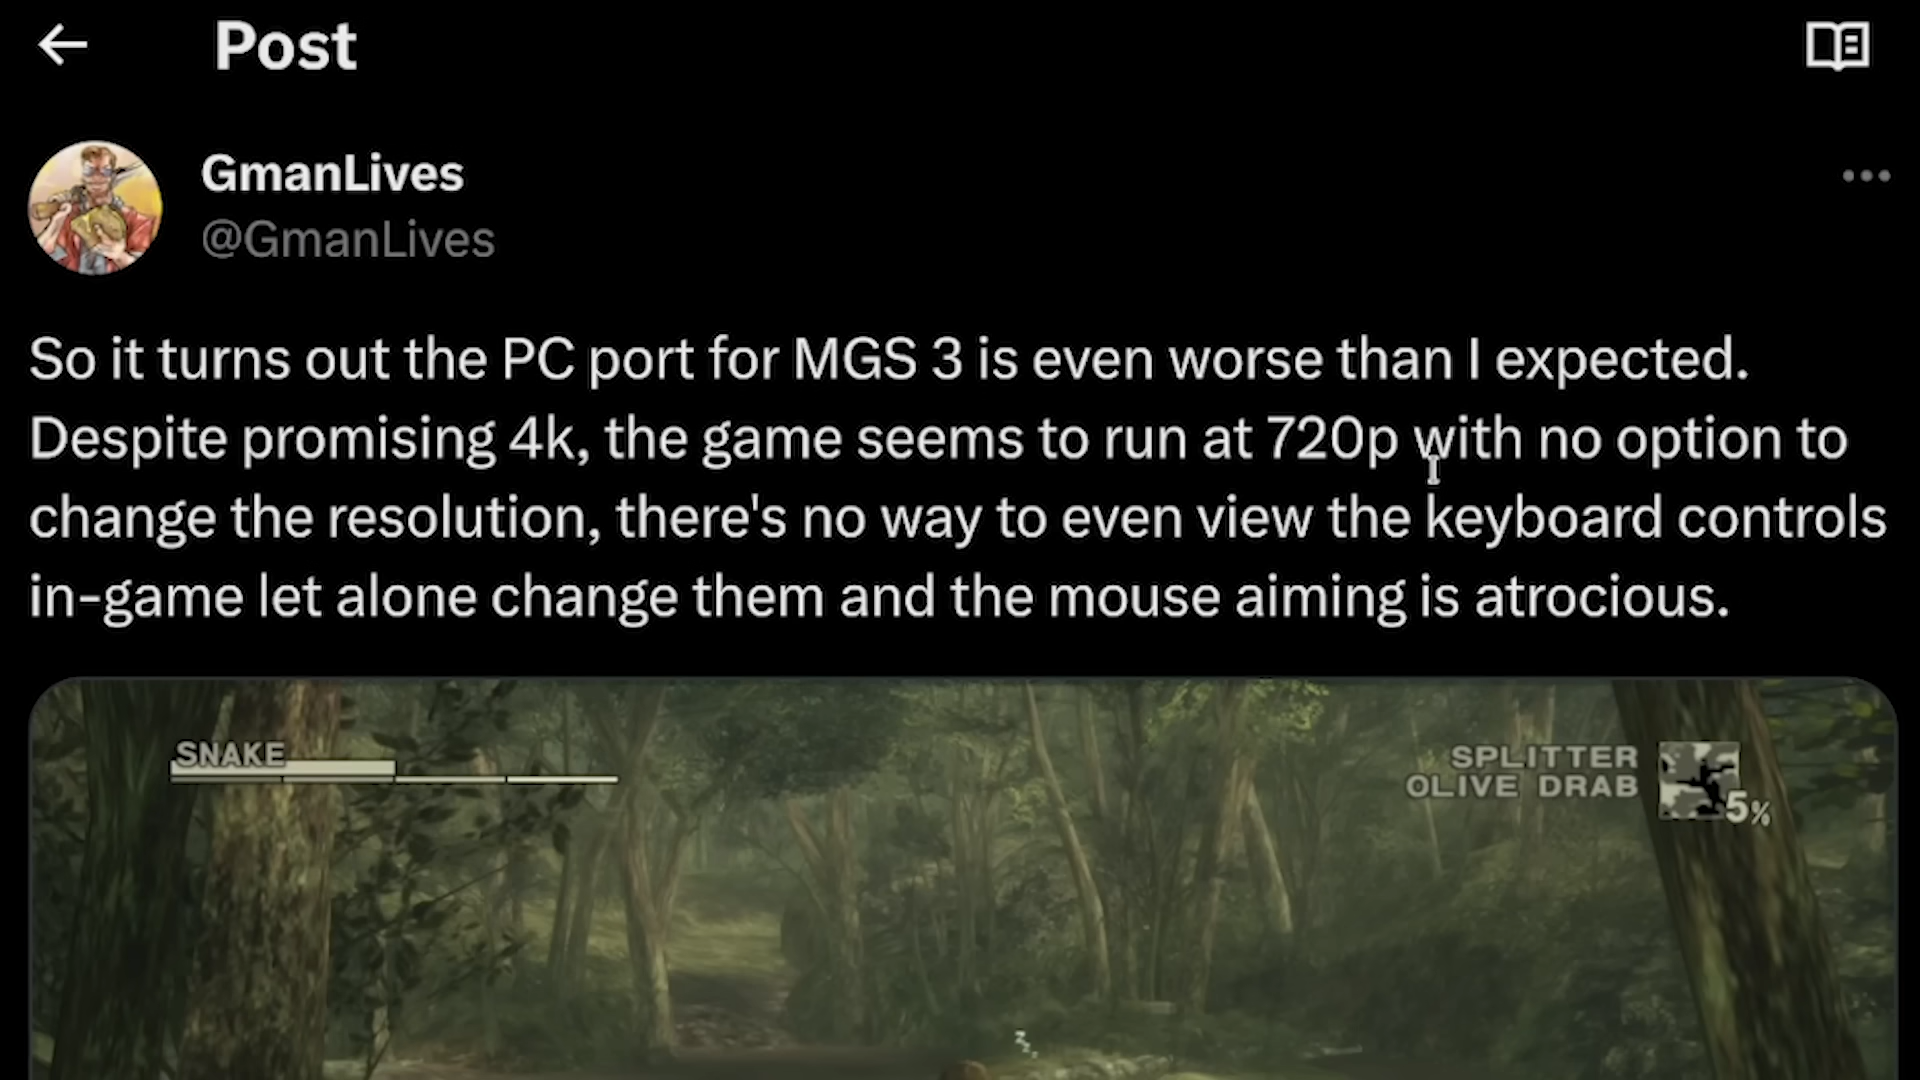 Post
GmanLives
@GmanLives
So it turns out the PC port for MGS 3 is even worse than I expected.
Despite promising 4k, the game seems to run at 720p with no option to
change the resolution, there's no way to even view the keyboard controls
in-game let alone change them and the mouse aiming is atrocious.
SNAKE
SPLITTER
OLIVE DRAB
5%
z
z